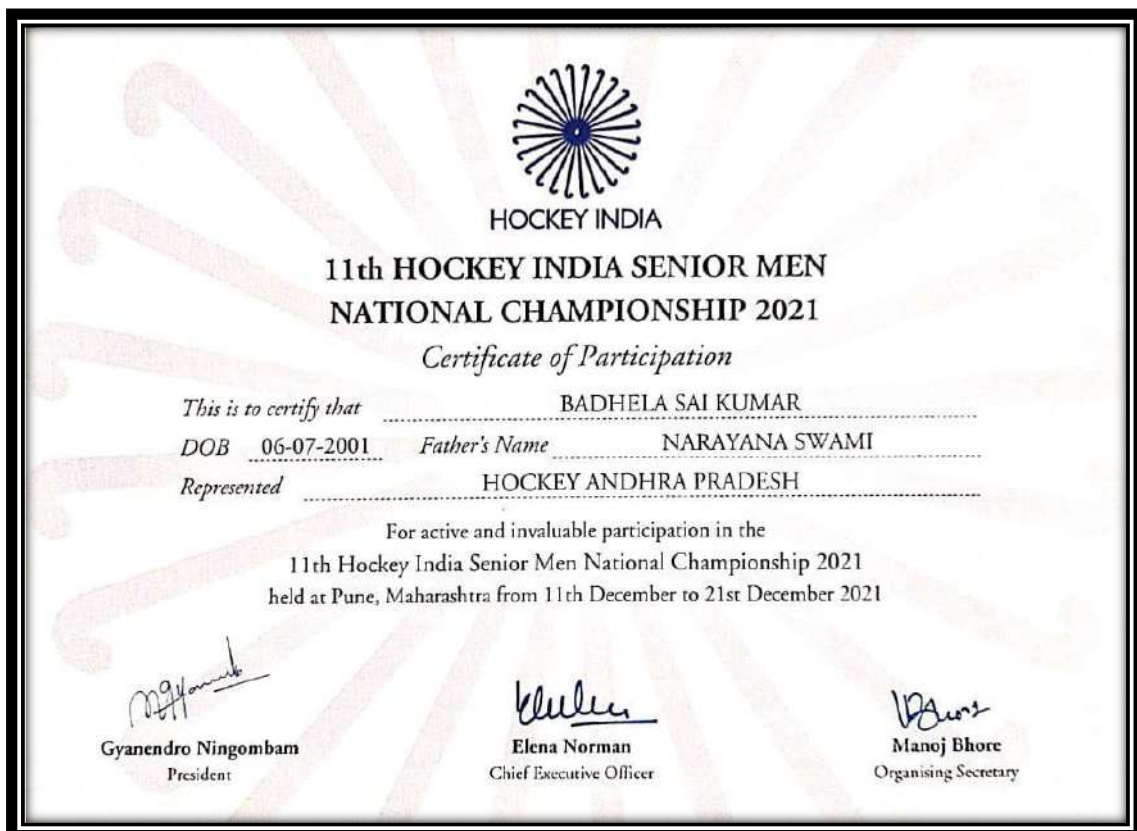 HOCKEY INDIA
11th HOCKEY INDIA SENIOR MEN
NATIONAL CHAMPIONSHIP 2021
Certificate of Participation
This is to certify that BADHELA SAI KUMAR
DOB 06-07-2001 Father's Name NARAYANA SWAMI
Represented HOCKEY ANDHRA PRADESH
For active and invaluable participation in the
11th Hockey India Senior Men National Championship 2021
held at Pune, Maharashtra from 11th December to 21st December 2021
Gyanendro Ningombam Elena Norman Manoj Bhore
President Chief Executive Officer Organising Secretary